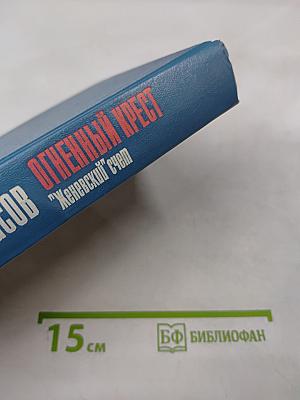 СОВ
ОГНЕННЫЙ КРЕСТ
"Женевский" счет
15 см
БФ БИБЛИОФАН